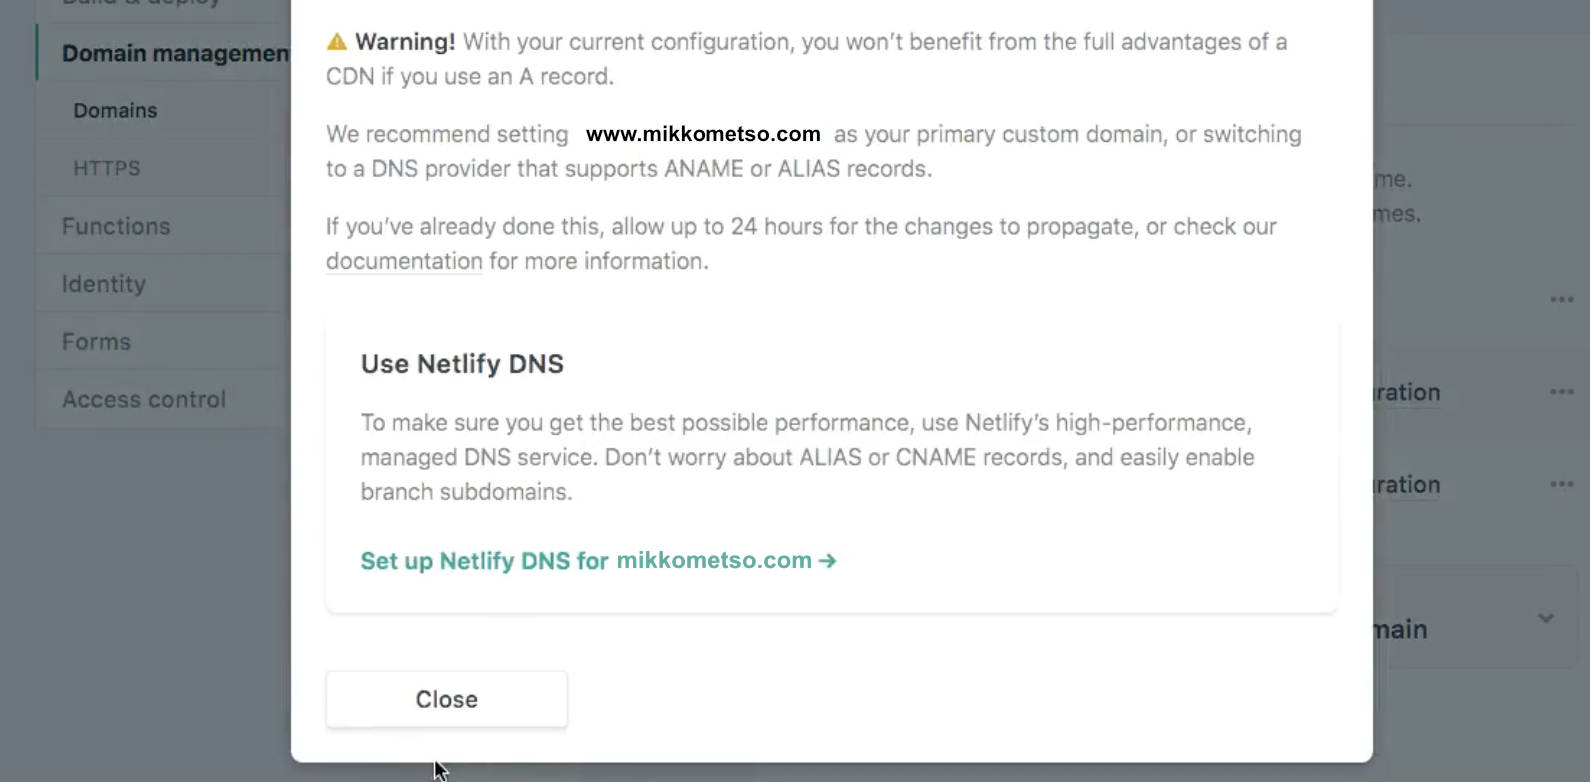 Build & deploy
Domain managemen
Domains
HTTPS
Functions
Identity
Forms
Access control
Warning! With your current configuration, you won’t benefit from the full advantages of a
CDN if you use an A record.
We recommend setting www.mikkometso.com as your primary custom domain, or switching
to a DNS provider that supports ANAME or ALIAS records.
If you’ve already done this, allow up to 24 hours for the changes to propagate, or check our
documentation for more information.
Use Netlify DNS
To make sure you get the best possible performance, use Netlify’s high-performance,
managed DNS service. Don’t worry about ALIAS or CNAME records, and easily enable
branch subdomains.
Set up Netlify DNS for mikkometso.com →
Close
me.
mes.
uration
uration
main